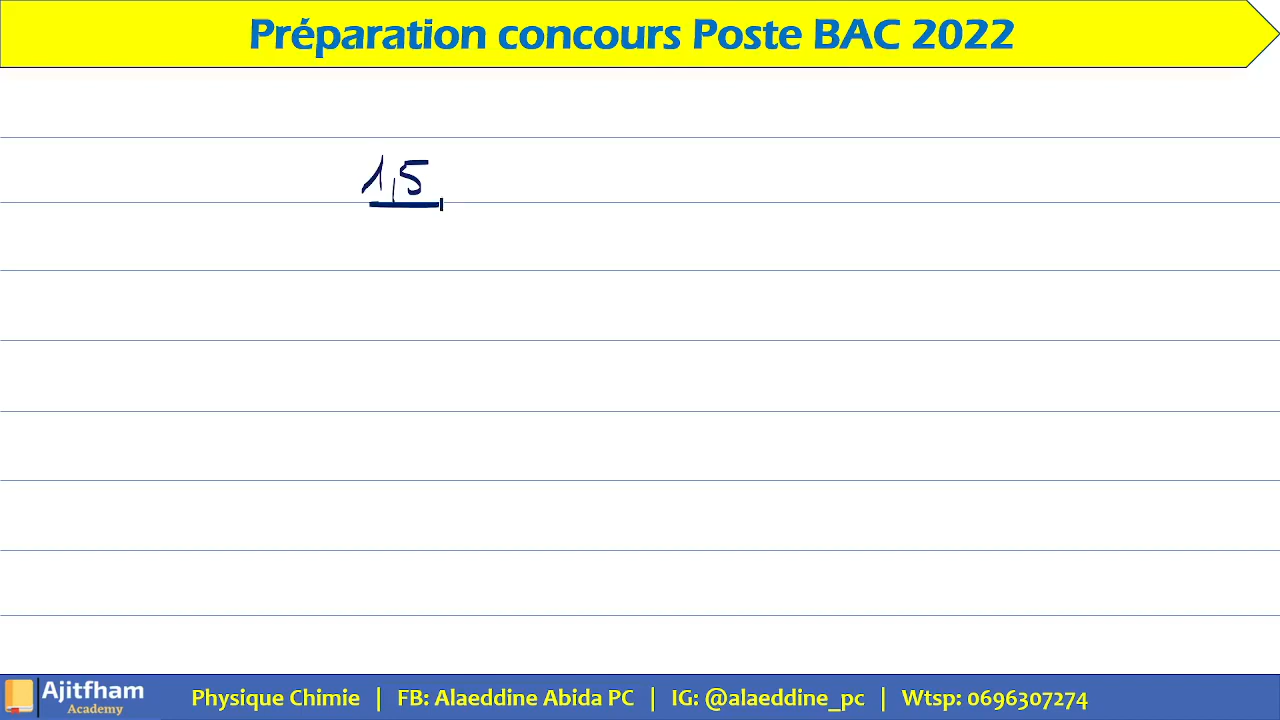 Préparation concours Poste BAC 2022
1,5
Ajitfham
Academy
Physique Chimie | FB: Alaeddine Abida PC | IG: @alaeddine_pc | Wtsp: 0696307274